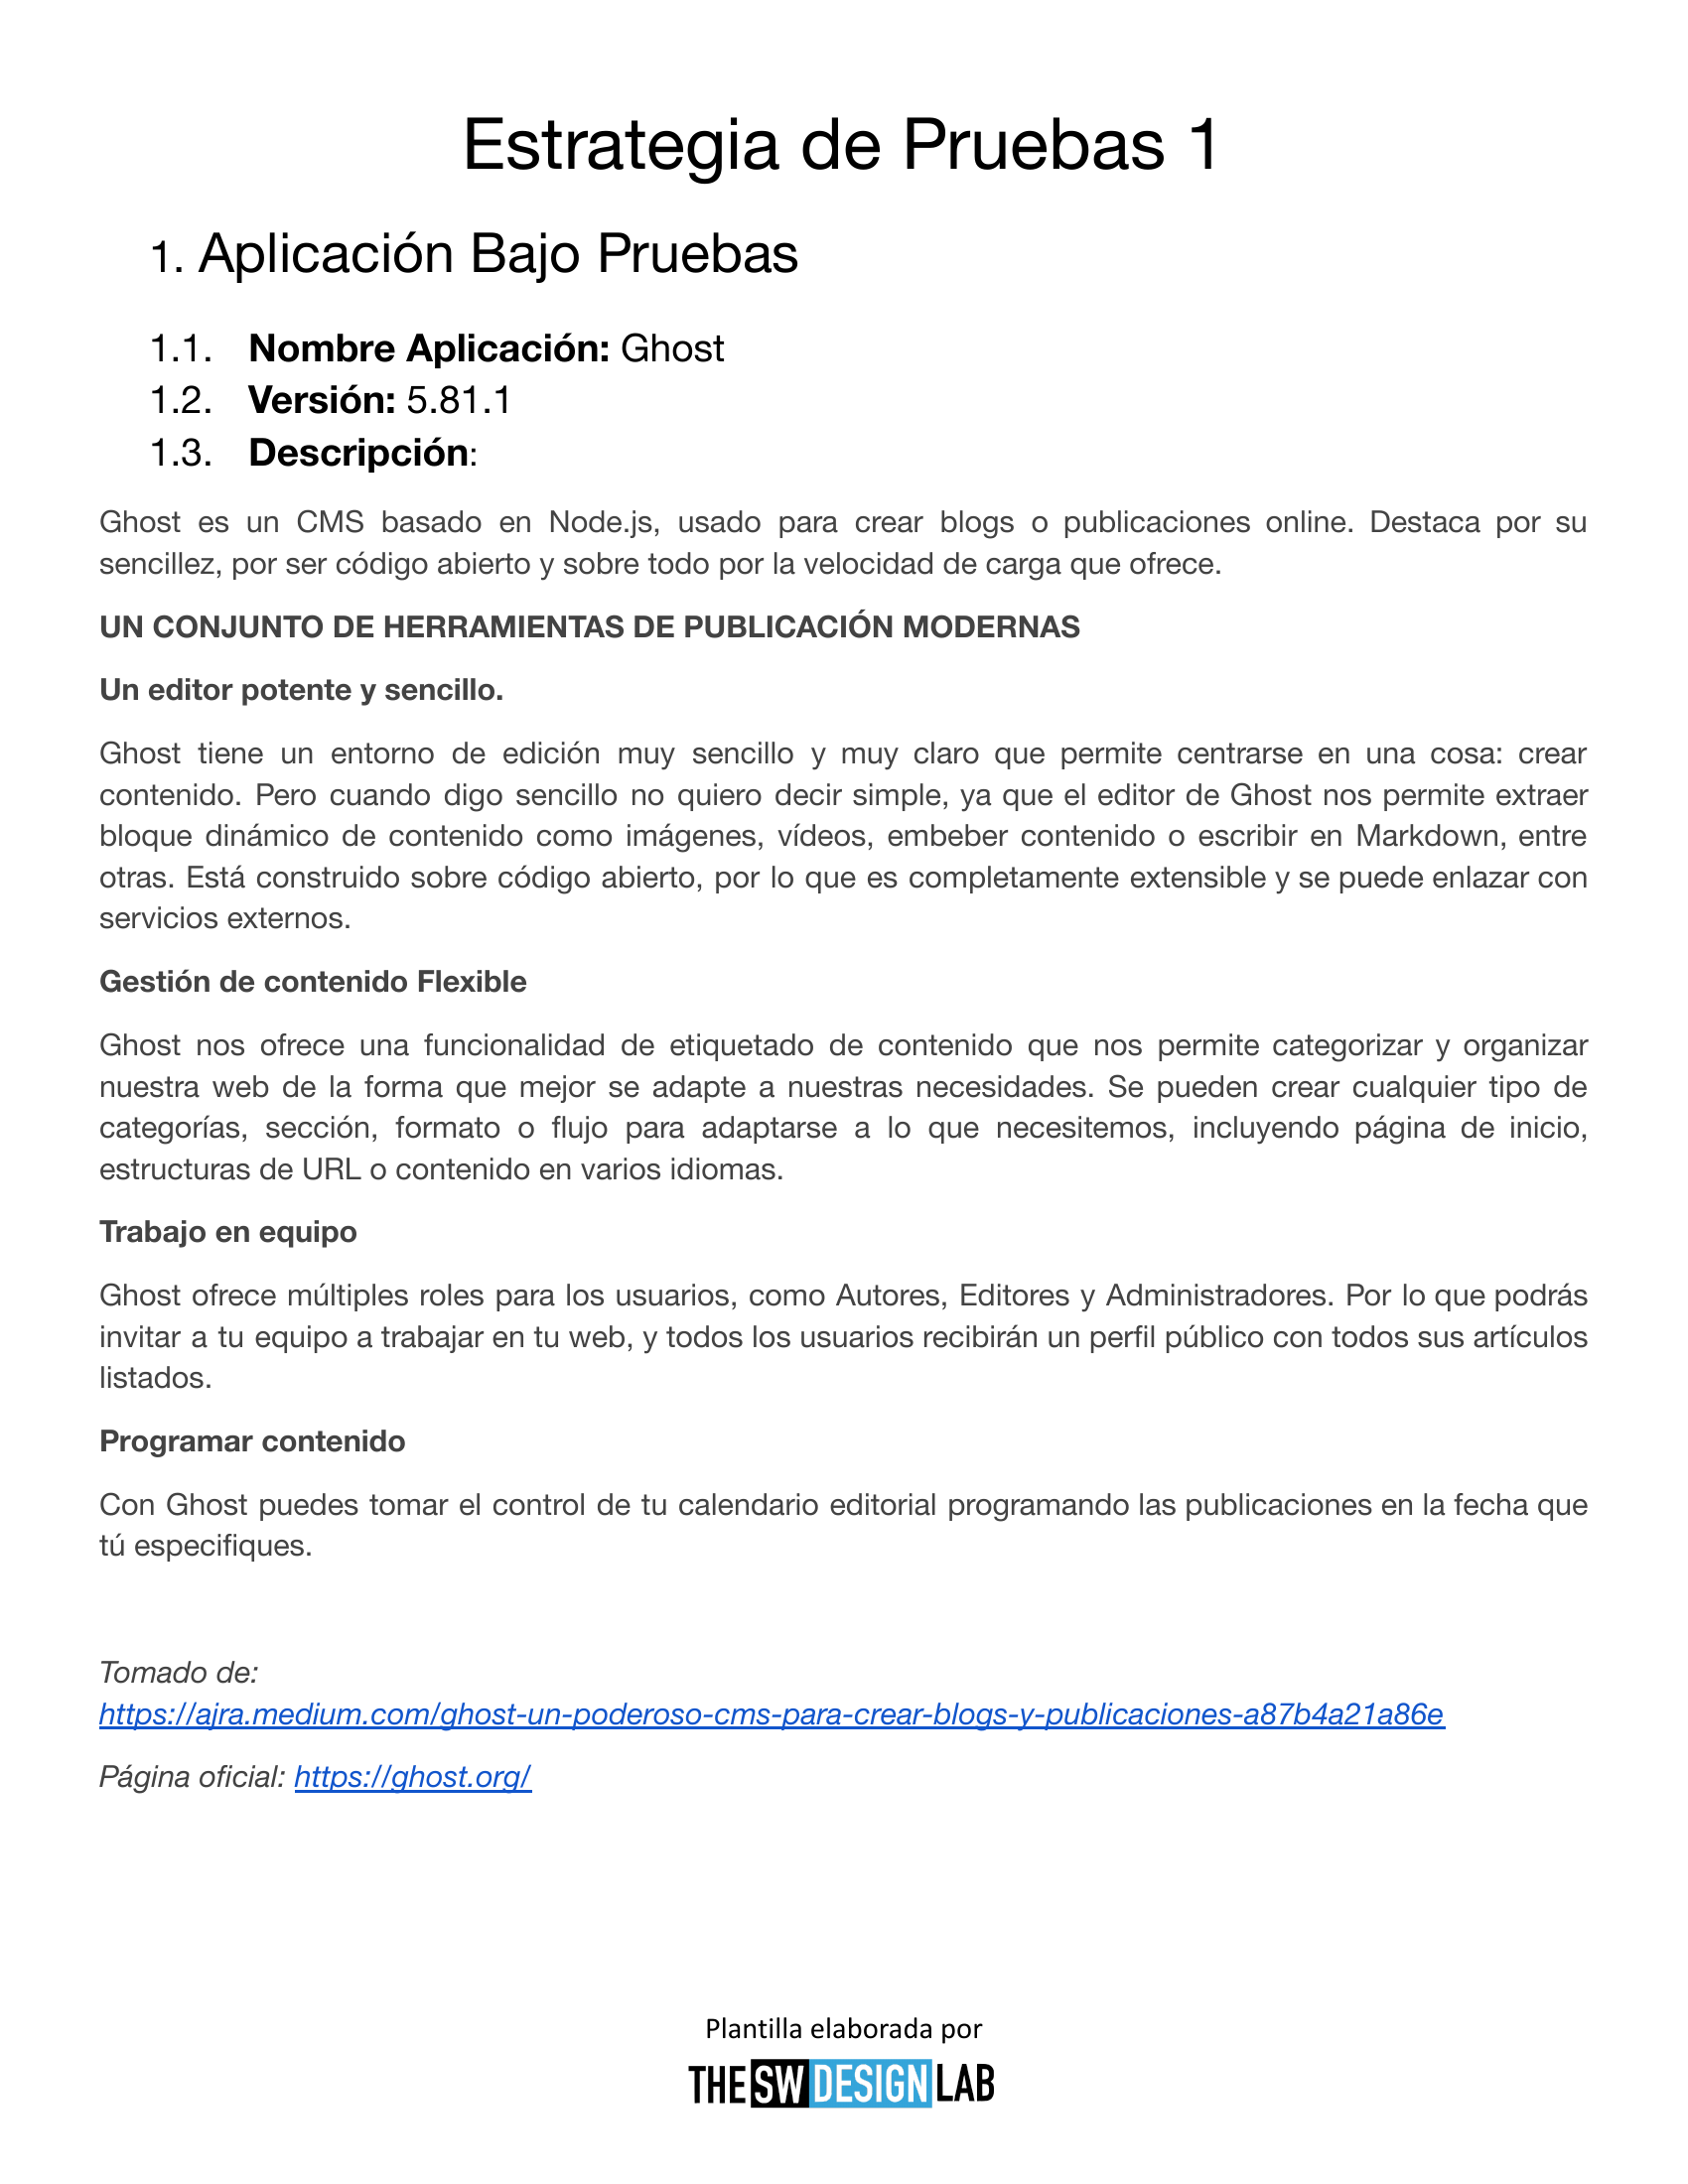 Estrategia de Pruebas 1
1. Aplicación Bajo Pruebas
1.1. Nombre Aplicación: Ghost
1.2. Versión: 5.81.1
1.3. Descripción:
Ghost es un CMS basado en Node.js, usado para crear blogs o publicaciones online. Destaca por su
sencillez, por ser código abierto y sobre todo por la velocidad de carga que ofrece.
UN CONJUNTO DE HERRAMIENTAS DE PUBLICACIÓN MODERNAS
Un editor potente y sencillo.
Ghost tiene un entorno de edición muy sencillo y muy claro que permite centrarse en una cosa: crear
contenido. Pero cuando digo sencillo no quiero decir simple, ya que el editor de Ghost nos permite extraer
bloque dinámico de contenido como imágenes, vídeos, embeber contenido o escribir en Markdown, entre
otras. Está construido sobre código abierto, por lo que es completamente extensible y se puede enlazar con
servicios externos.
Gestión de contenido Flexible
Ghost nos ofrece una funcionalidad de etiquetado de contenido que nos permite categorizar y organizar
nuestra web de la forma que mejor se adapte a nuestras necesidades. Se pueden crear cualquier tipo de
categorías, sección, formato o flujo para adaptarse a lo que necesitemos, incluyendo página de inicio,
estructuras de URL o contenido en varios idiomas.
Trabajo en equipo
Ghost ofrece múltiples roles para los usuarios, como Autores, Editores y Administradores. Por lo que podrás
invitar a tu equipo a trabajar en tu web, y todos los usuarios recibirán un perfil público con todos sus artículos
listados.
Programar contenido
Con Ghost puedes tomar el control de tu calendario editorial programando las publicaciones en la fecha que
tú especifiques.
Tomado de:
https://ajra.medium.com/ghost-un-poderoso-cms-para-crear-blogs-y-publicaciones-a87b4a21a86e
Página oficial: https://ghost.org/
Plantilla elaborada por
THE SW DESIGN LAB